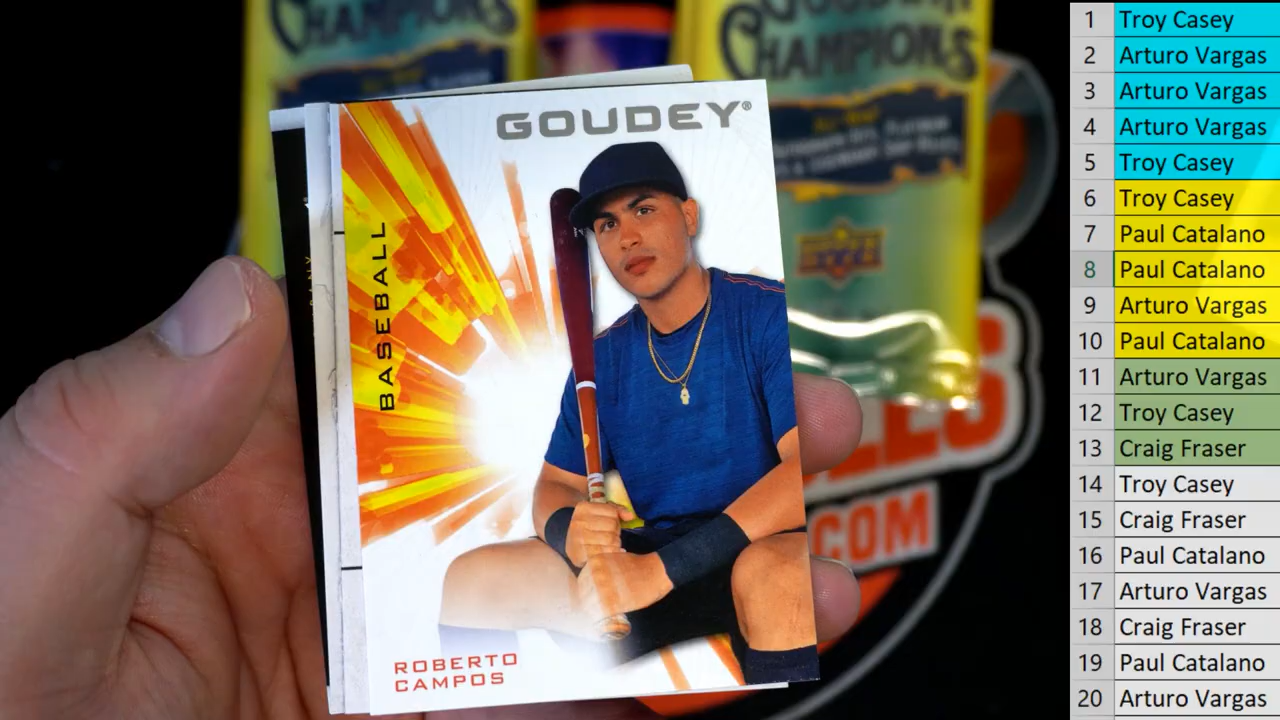 CHAMPIONS
GOODWIN
CHAMPIONS
GOUDEY®
BASEBALL
ROBERTO
CAMPOS
.COM
1 Troy Casey
2 Arturo Vargas
3 Arturo Vargas
4 Arturo Vargas
5 Troy Casey
6 Troy Casey
7 Paul Catalano
8 Paul Catalano
9 Arturo Vargas
10 Paul Catalano
11 Arturo Vargas
12 Troy Casey
13 Craig Fraser
14 Troy Casey
15 Craig Fraser
16 Paul Catalano
17 Arturo Vargas
18 Craig Fraser
19 Paul Catalano
20 Arturo Vargas